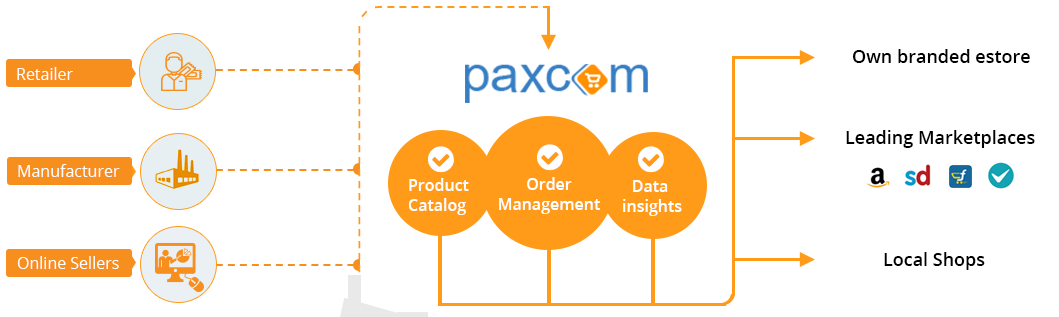 Retailer
Manufacturer
Online Sellers
paxcom
Product
Catalog
Order
Management
Data
insights
Own branded estore
Leading Marketplaces
a sd f
Local Shops